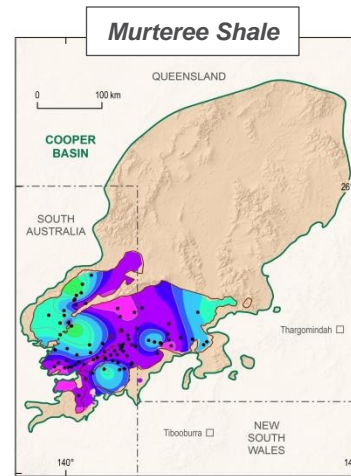 Murteree Shale
0 100 km
QUEENSLAND
COOPER
BASIN
SOUTH
AUSTRALIA
Thargomindah
Tibooburra
NEW
SOUTH
WALES
140°